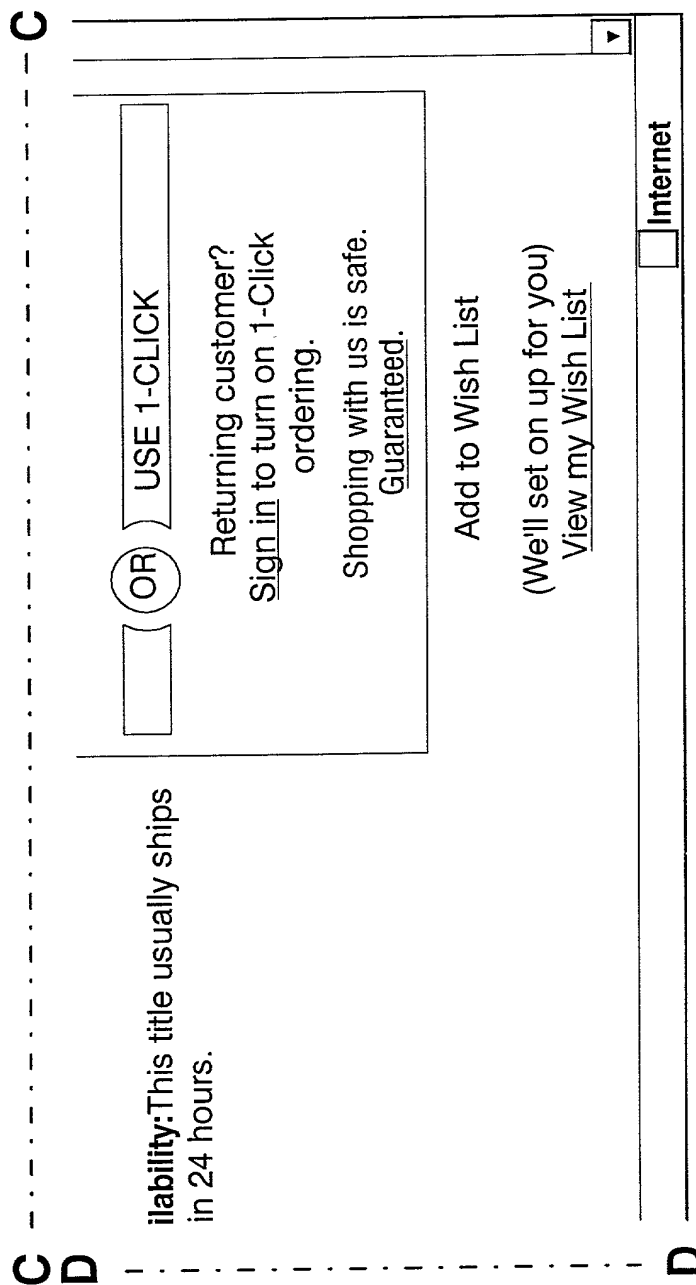 C
C
D
ilability:This title usually ships
in 24 hours.
OR
USE 1-CLICK
Returning customer?
Sign in to turn on 1-Click
ordering.
Shopping with us is safe.
Guaranteed.
Add to Wish List
(We'll set on up for you)
View my Wish List
Internet
D